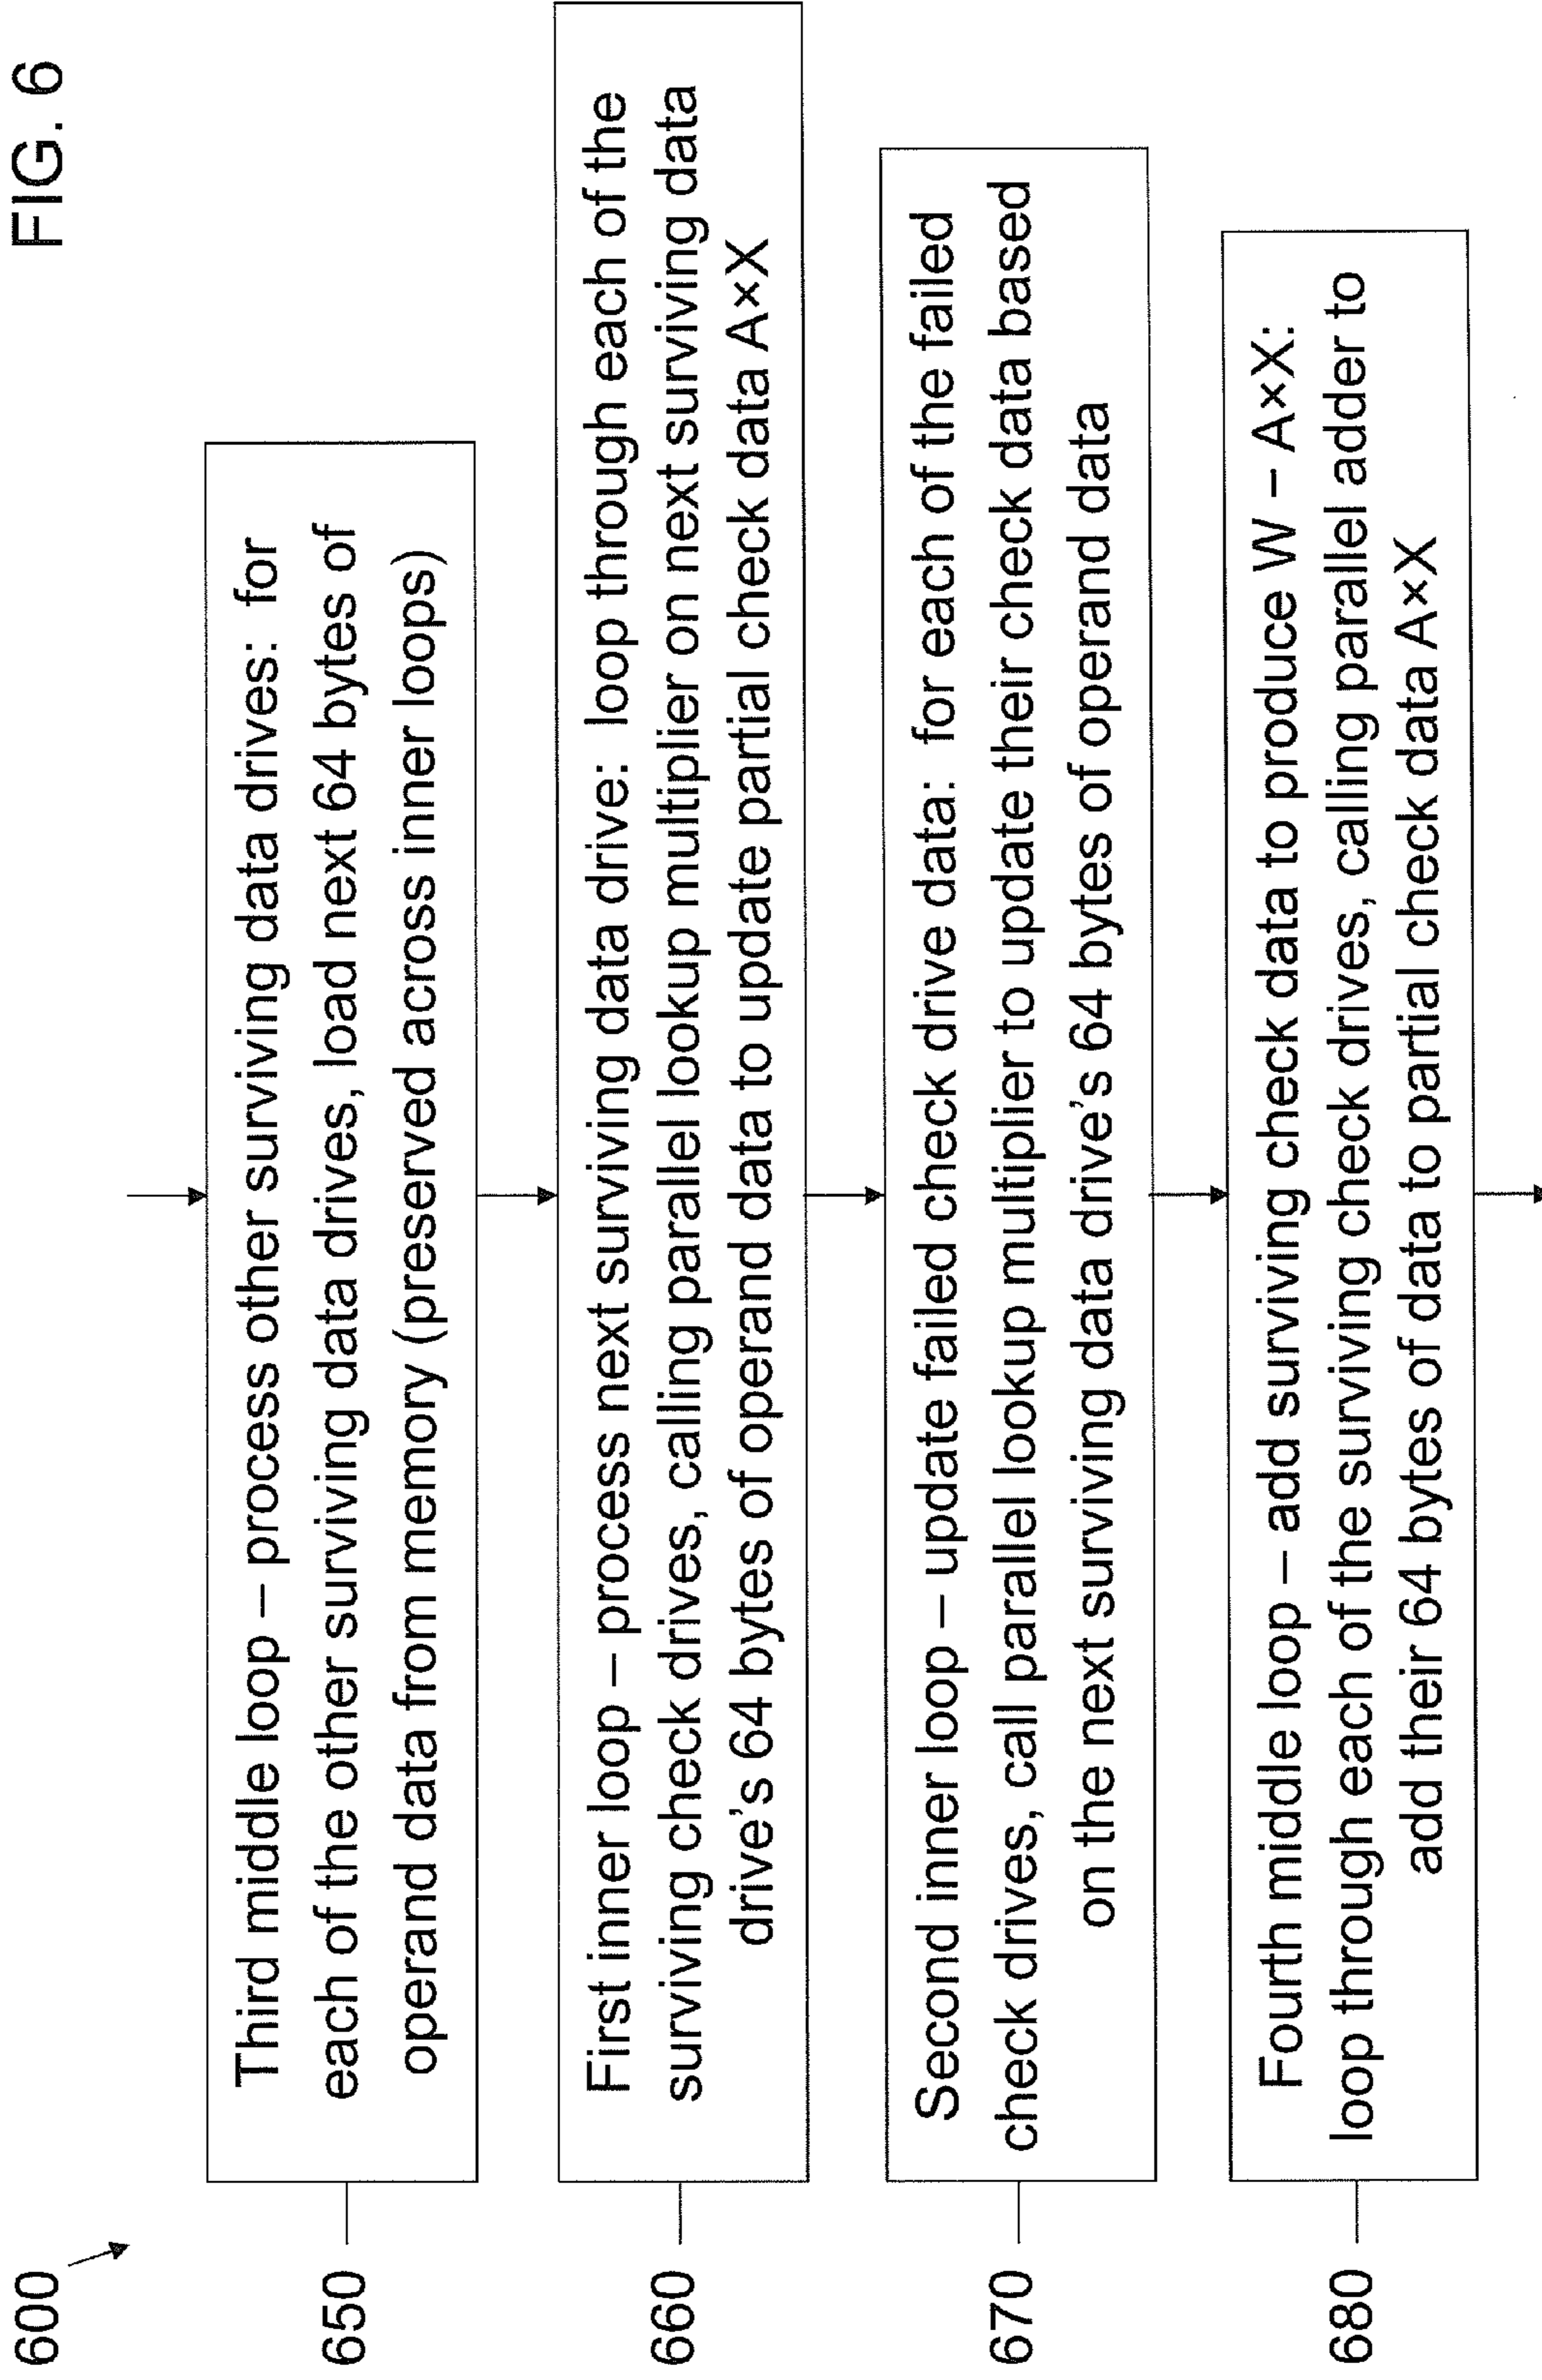 FIG. 6
600
650
Third middle loop – process other surviving data drives: for
each of the other surviving data drives, load next 64 bytes of
operand data from memory (preserved across inner loops)
660
First inner loop – process next surviving data drive: loop through each of the
surviving check drives, calling parallel lookup multiplier on next surviving data
drive's 64 bytes of operand data to update partial check data A×X
670
Second inner loop – update failed check drive data: for each of the failed
check drives, call parallel lookup multiplier to update their check data based
on the next surviving data drive's 64 bytes of operand data
680
Fourth middle loop – add surviving check data to produce W – A×X:
loop through each of the surviving check drives, calling parallel adder to
add their 64 bytes of data to partial check data A×X